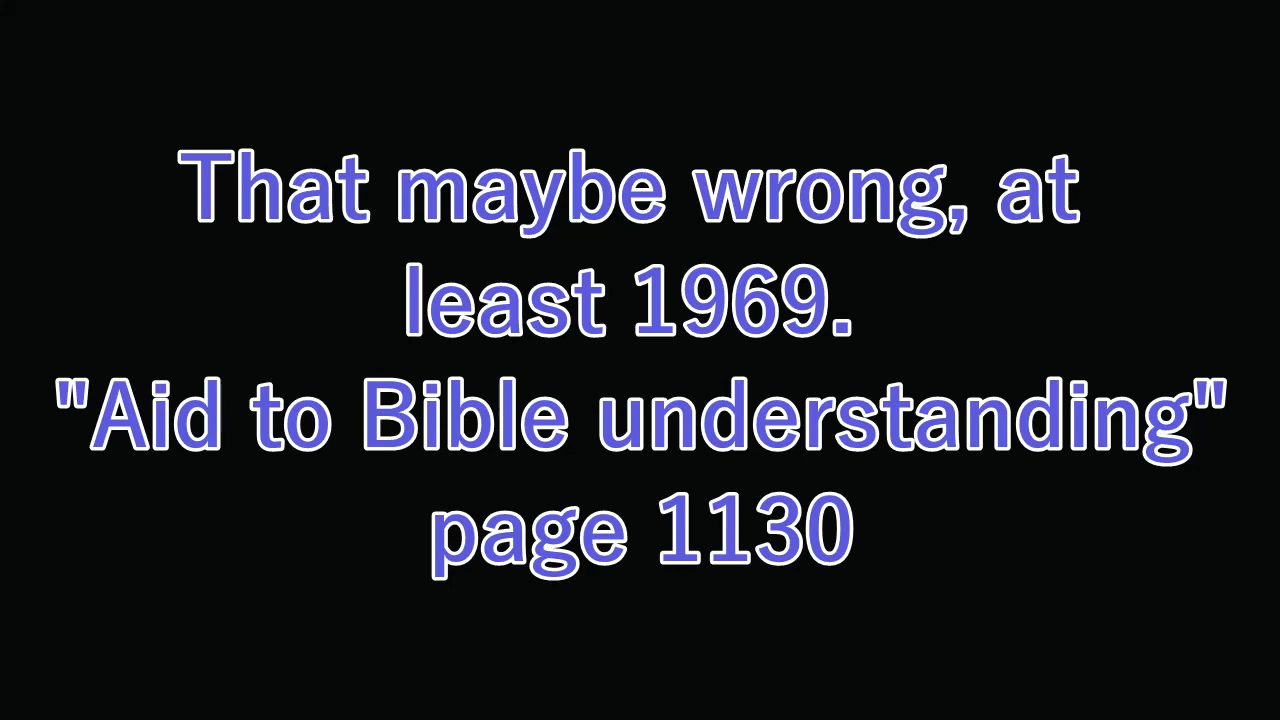 That maybe wrong, at
least 1969.
"Aid to Bible understanding"
page 1130